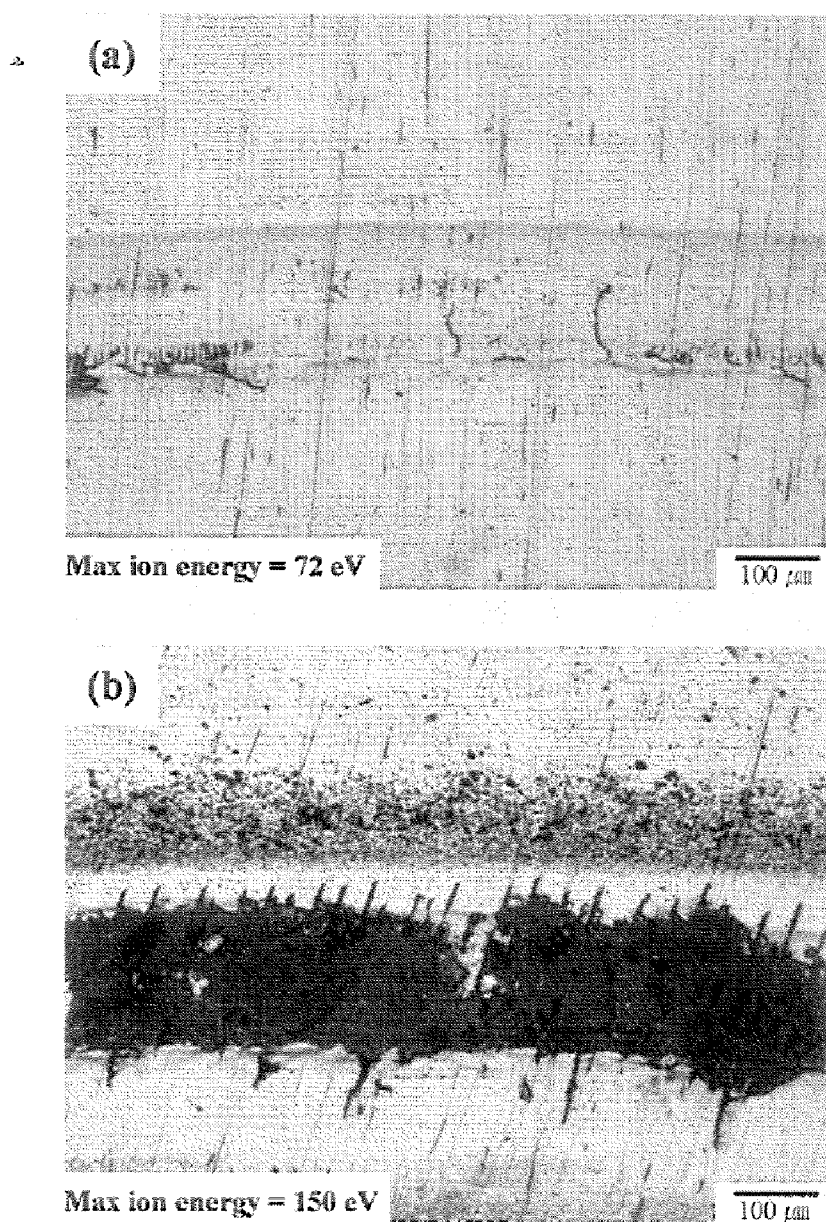 (a)
Max ion energy = 72 eV
100 μm
(b)
Max ion energy = 150 eV
100 μm